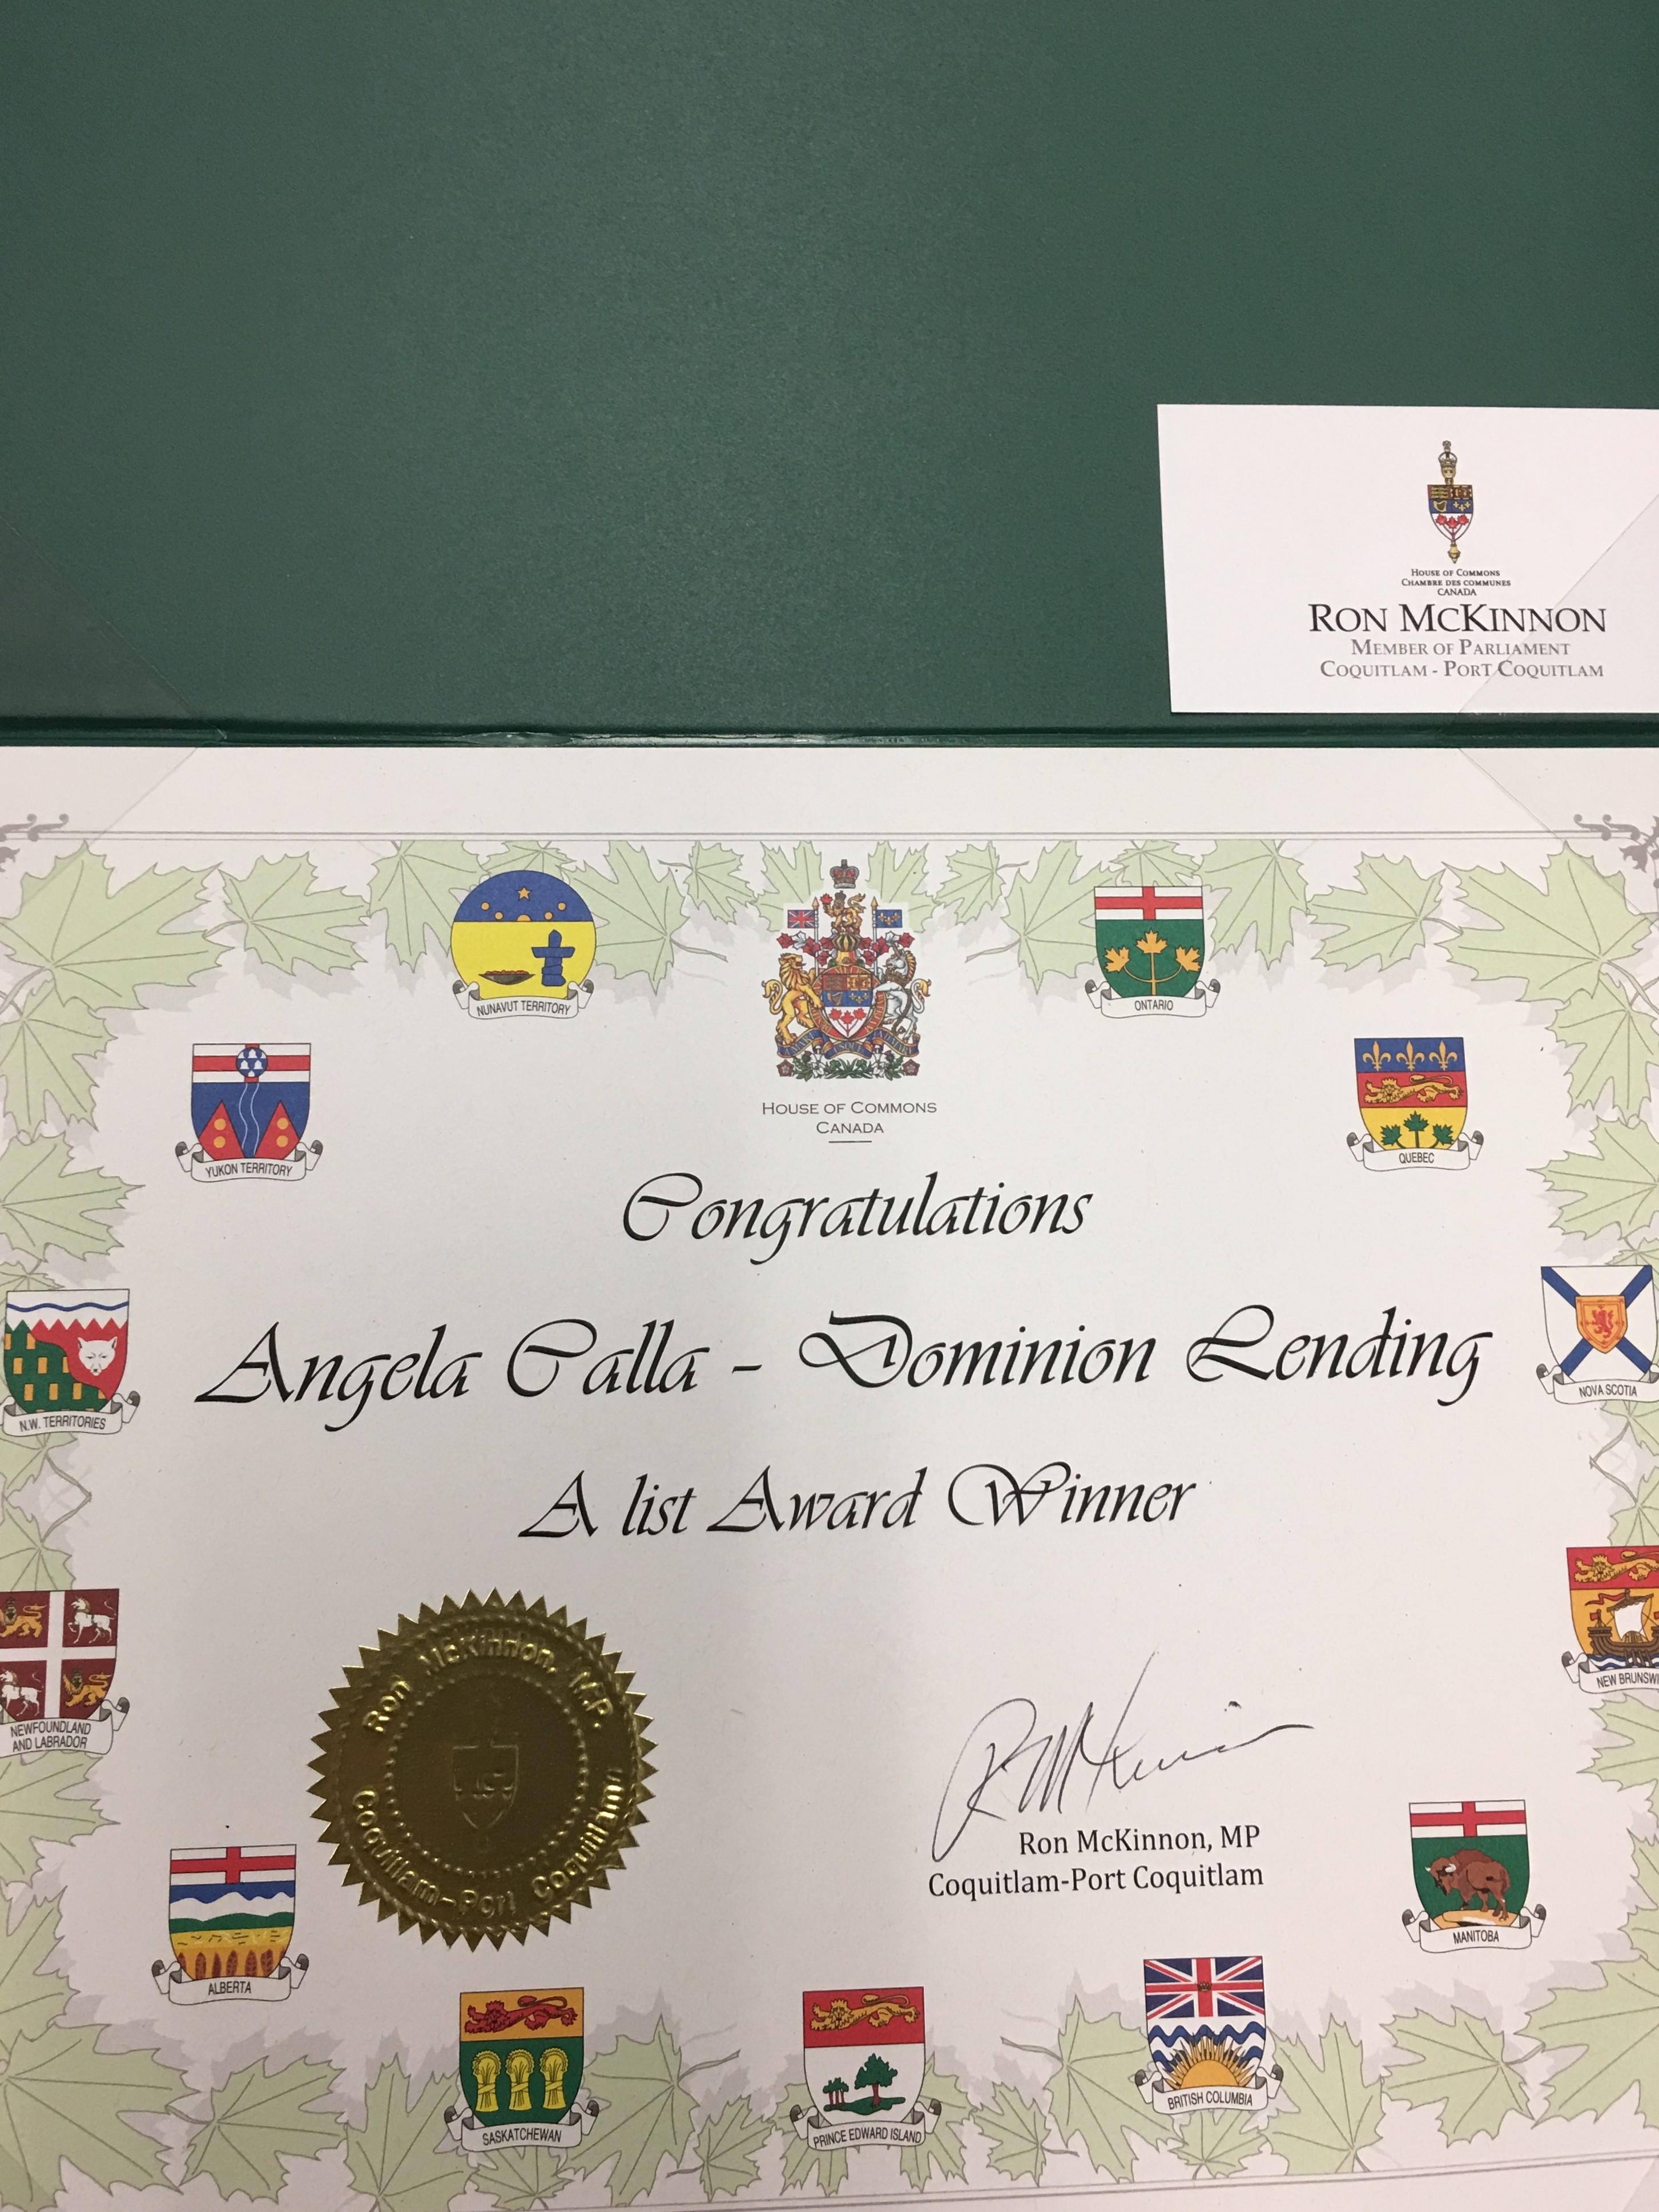 HOUSE OF COMMONS
CHAMBRE DES COMMUNES
CANADA
RON MCKINNON
MEMBER OF PARLIAMENT
COQUITLAM - PORT COQUITLAM
NUNAVUT TERRITORY
ONTARIO
YUKON TERRITORY
HOUSE OF COMMONS
CANADA
QUEBEC
Congratulations
Angela Calla - Dominion Lending
N.W. TERRITORIES
NOVA SCOTIA
A list Award Winner
NEWFOUNDLAND
AND LABRADOR
NEW BRUNSWI
Ron McKinnon, M.P.
Coquitlam-Port Coquitlam
Ron McKinnon, MP
Coquitlam-Port Coquitlam
MANITOBA
ALBERTA
BRITISH COLUMBIA
SASKATCHEWAN
PRINCE EDWARD ISLAND